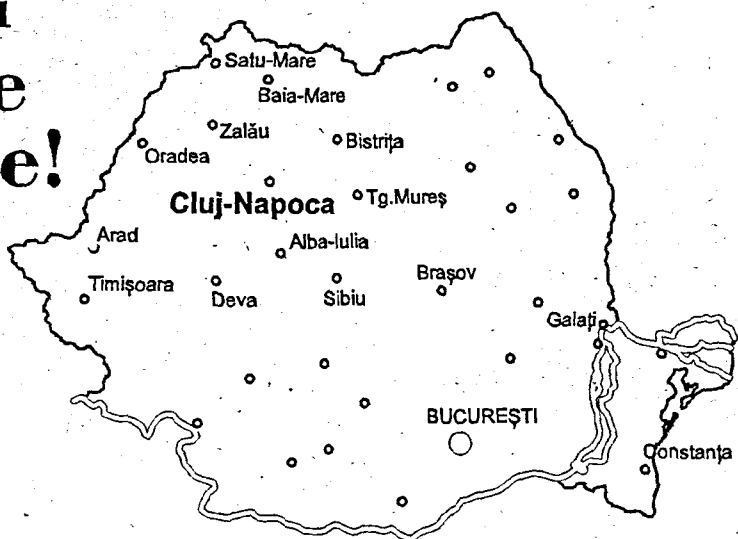 e!
Satu-Mare
Baia-Mare
Zalău
Bistrița
Oradea
Cluj-Napoca
Tg.Mureș
Arad
Alba-Iulia
Timișoara
Deva
Sibiu
Brașov
Galați
BUCUREȘTI
Constanța